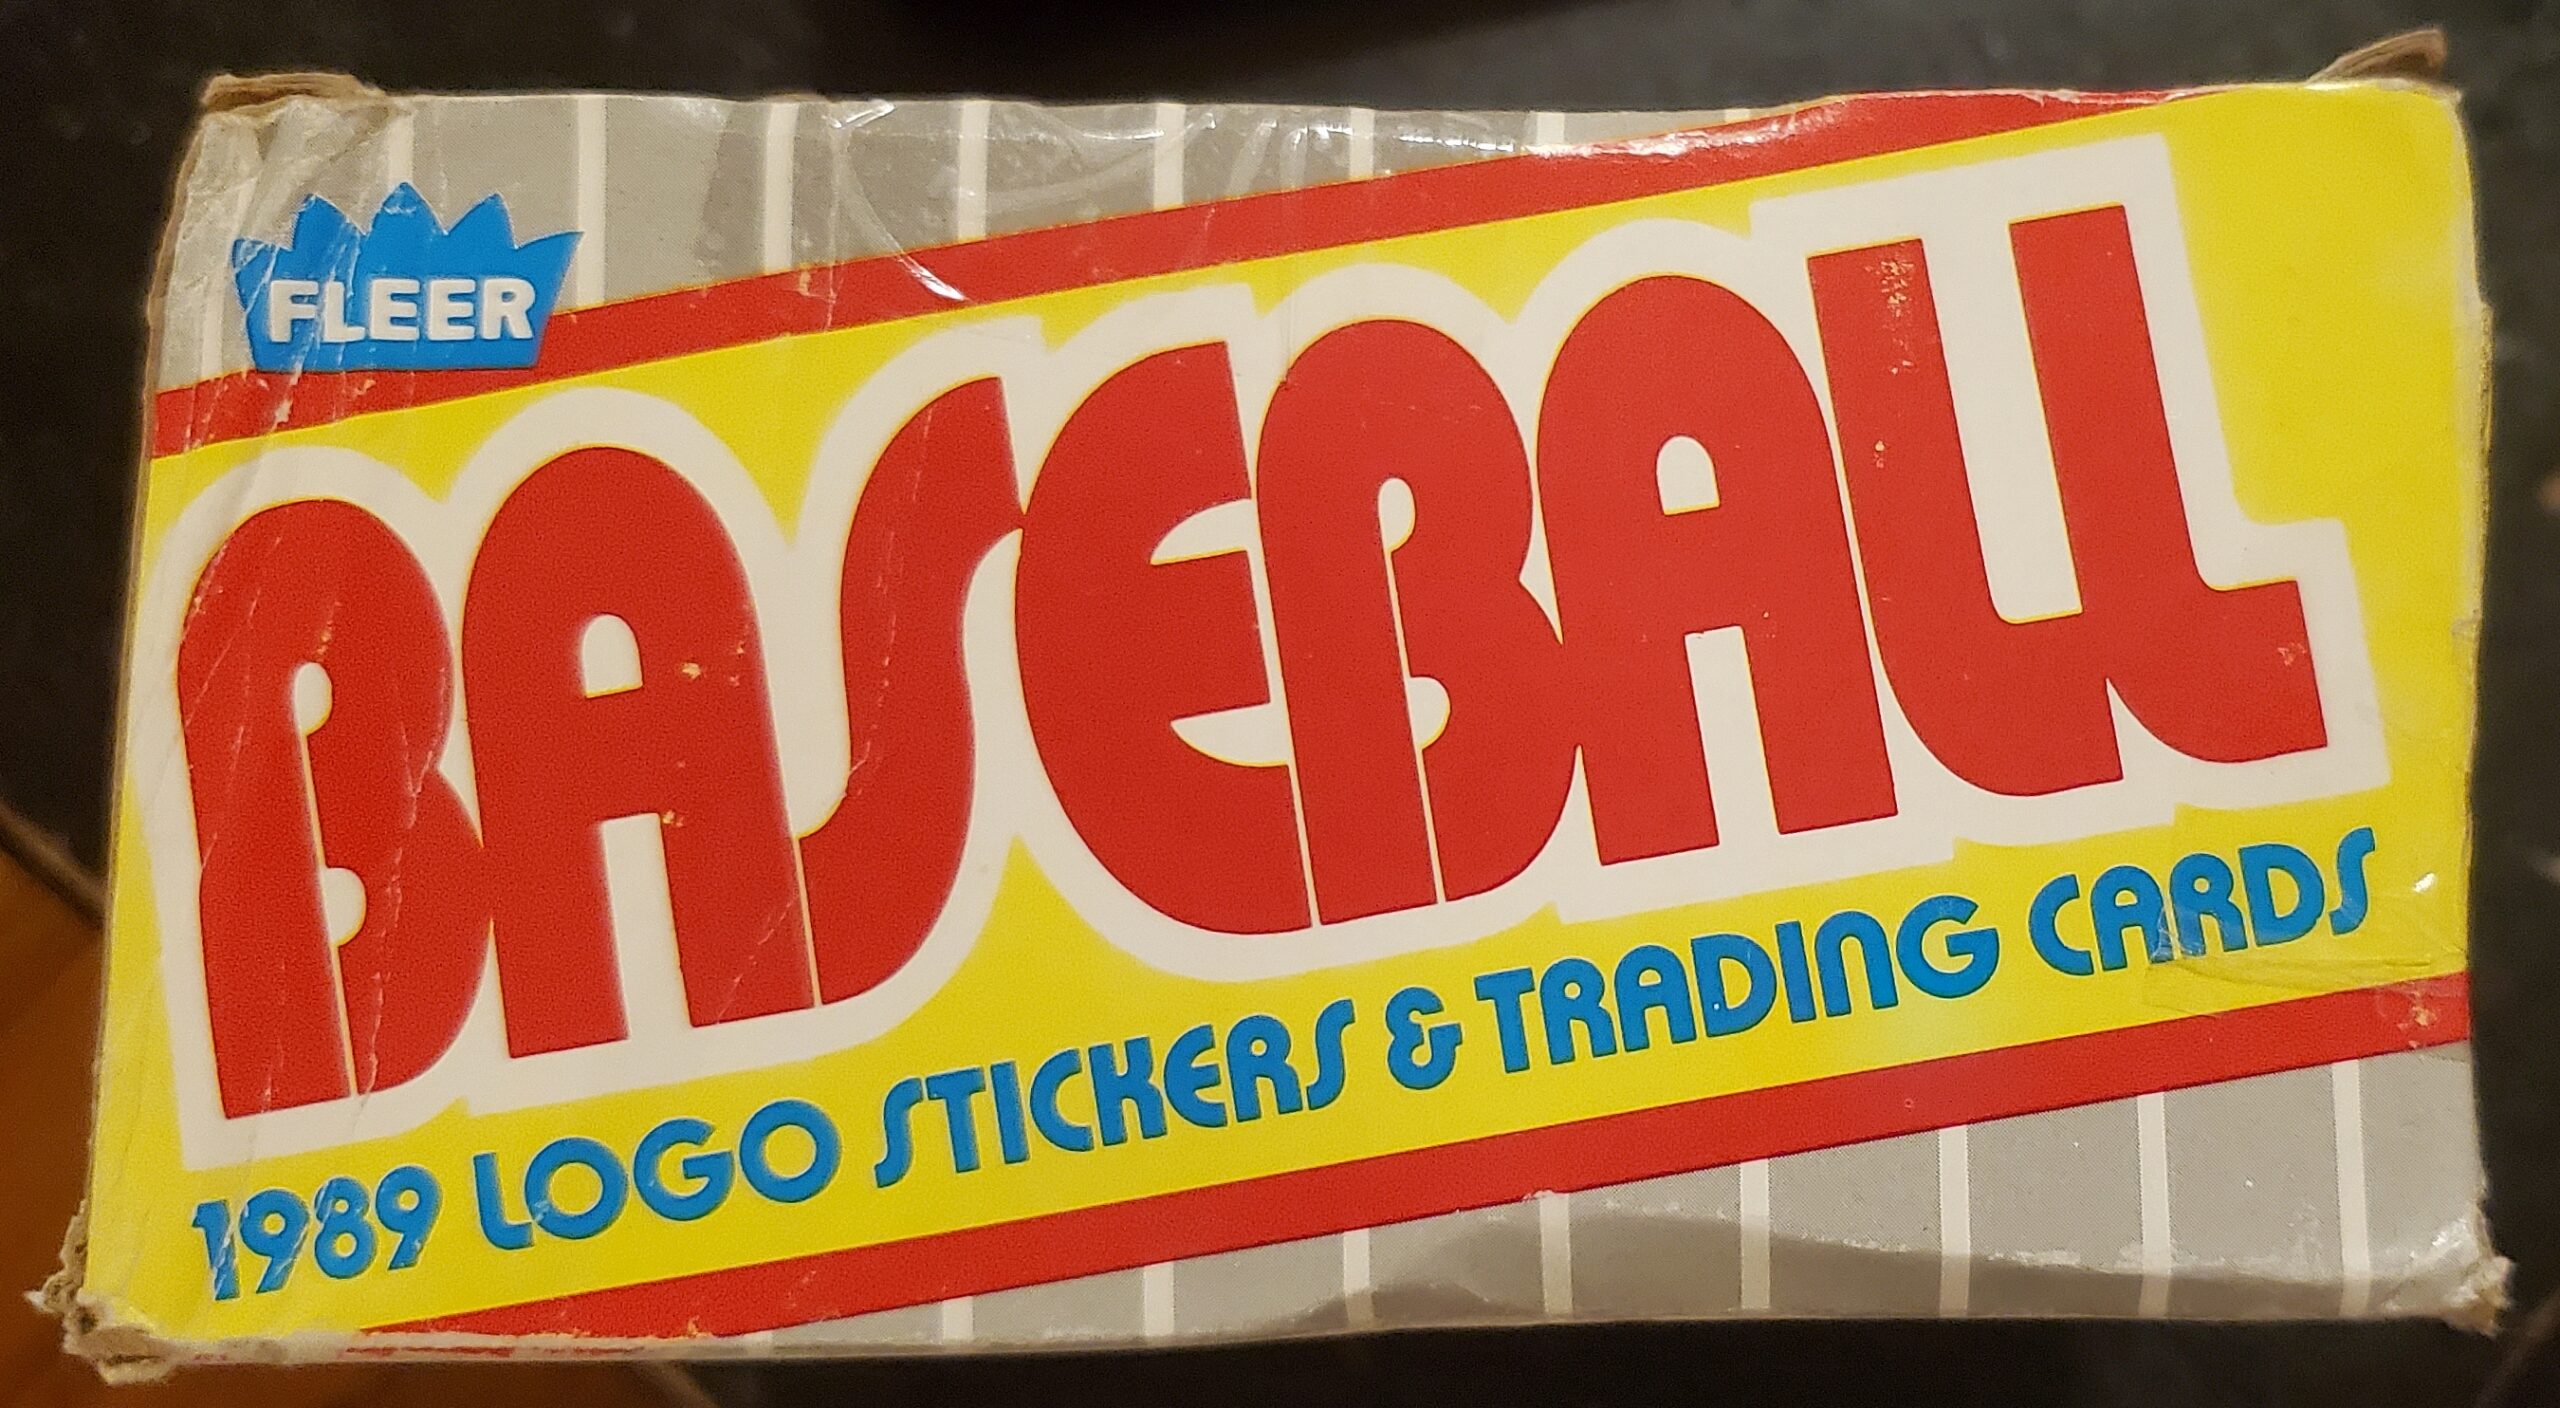 FLEER
BASEBALL
1989 LOGO STICKERS & TRADING CARDS